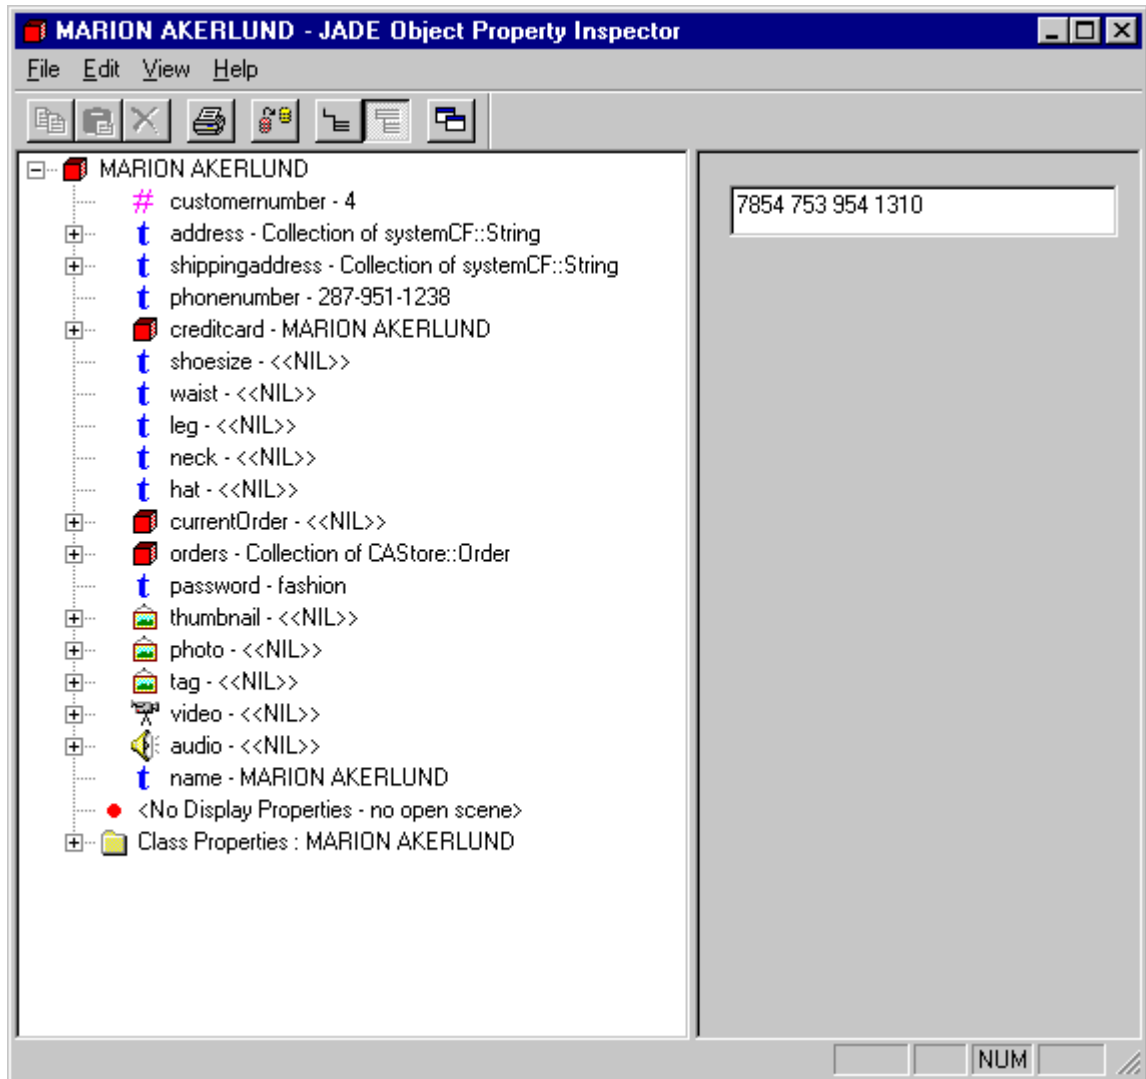 MARION AKERLUND - JADE Object Property Inspector
File Edit View Help
MARION AKERLUND
# customernumber - 4
t address - Collection of systemCF::String
t shippingaddress - Collection of systemCF::String
t phonenumber - 287-951-1238
creditcard - MARION AKERLUND
t shoesize - <<NIL>>
t waist - <<NIL>>
t leg - <<NIL>>
t neck - <<NIL>>
t hat - <<NIL>>
currentOrder - <<NIL>>
orders - Collection of CAStore::Order
t password - fashion
thumbnail - <<NIL>>
photo - <<NIL>>
tag - <<NIL>>
video - <<NIL>>
audio - <<NIL>>
t name - MARION AKERLUND
<No Display Properties - no open scene>
Class Properties : MARION AKERLUND
7854 753 954 1310
NUM